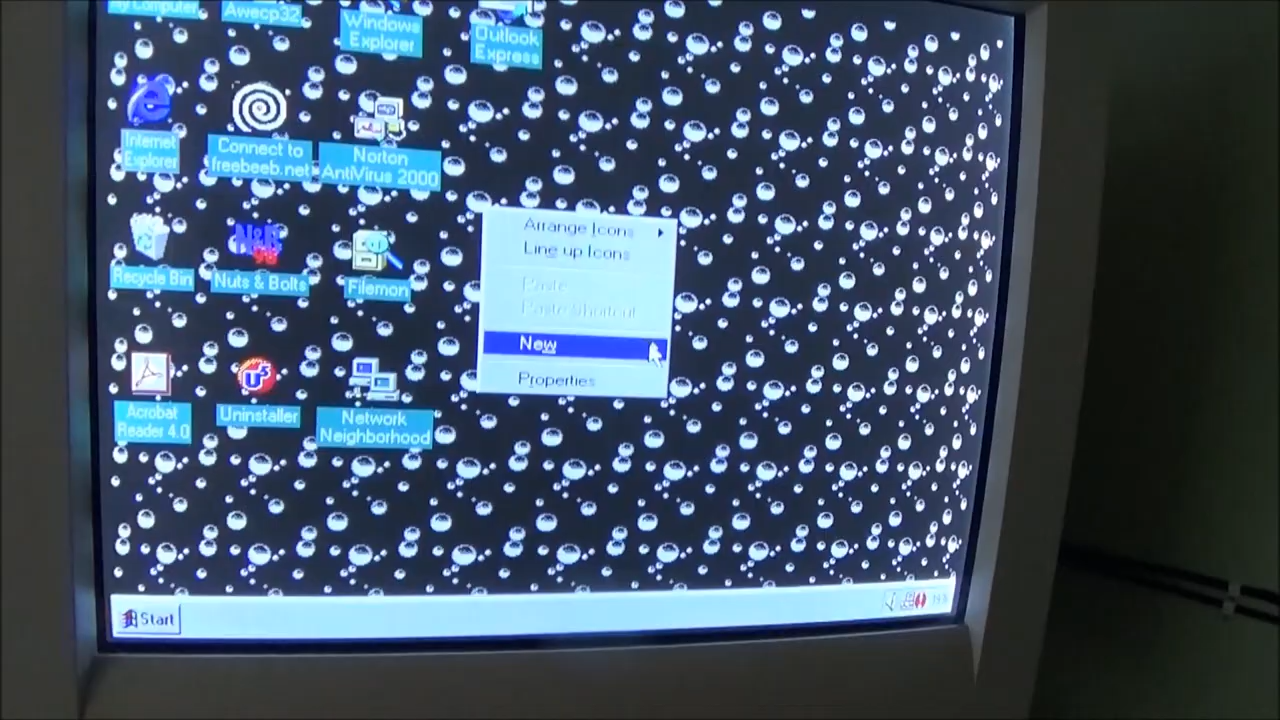 My Computer
Awecp32
Windows
Explorer
Outlook
Express
Internet
Explorer
Connect to
freebeeb.net
Norton
AntiVirus 2000
Recycle Bin
Nuts & Bolts
Filemon
Acrobat
Reader 4.0
Uninstaller
Network
Neighborhood
Arrange Icons
Line up Icons
Paste
Paste Shortcut
New
Properties
Start